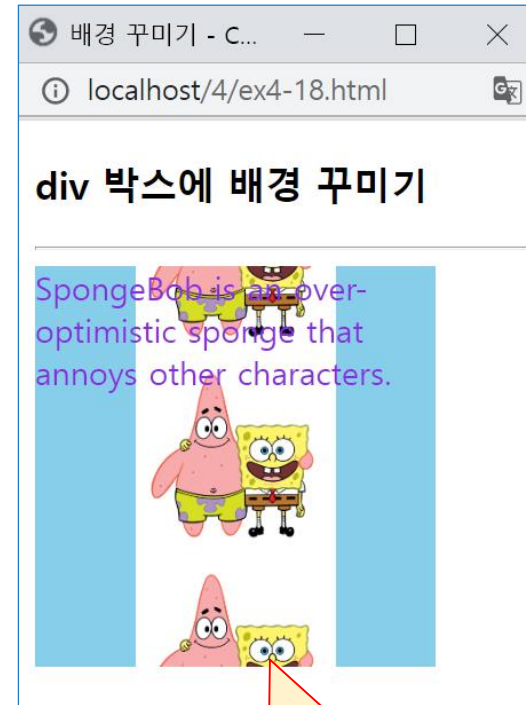 배경 꾸미기 - C...
localhost/4/ex4-18.html
div 박스에 배경 꾸미기
SpongeBob is an over-
optimistic sponge that
annoys other characters.